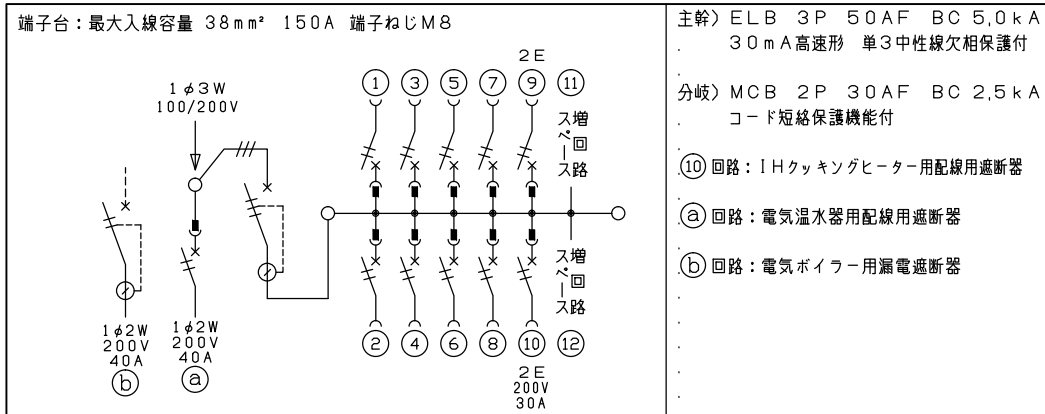 端子台：最大入線容量 38mm² 150A 端子ねじM8
2E
① ③ ⑤ ⑦ ⑨ ⑪
1φ3W
100/200V
増回路
スペース
増回路
スペース
② ④ ⑥ ⑧ ⑩ ⑫
2E
200V
30A
1φ2W
200V
40A
ⓑ
1φ2W
200V
40A
ⓐ
主幹）ELB 3P 50AF BC 5,0kA
30mA高速形 単3中性線欠相保護付
分岐）MCB 2P 30AF BC 2,5kA
コード短絡保護機能付
⑩回路：IHクッキングヒーター用配線用遮断器
ⓐ回路：電気温水器用配線用遮断器
ⓑ回路：電気ボイラー用漏電遮断器